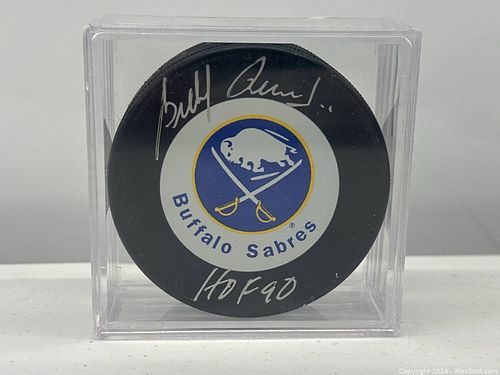 Buffalo Sabres
®
HOF 90
Copyright 2024 - MaxSold.com